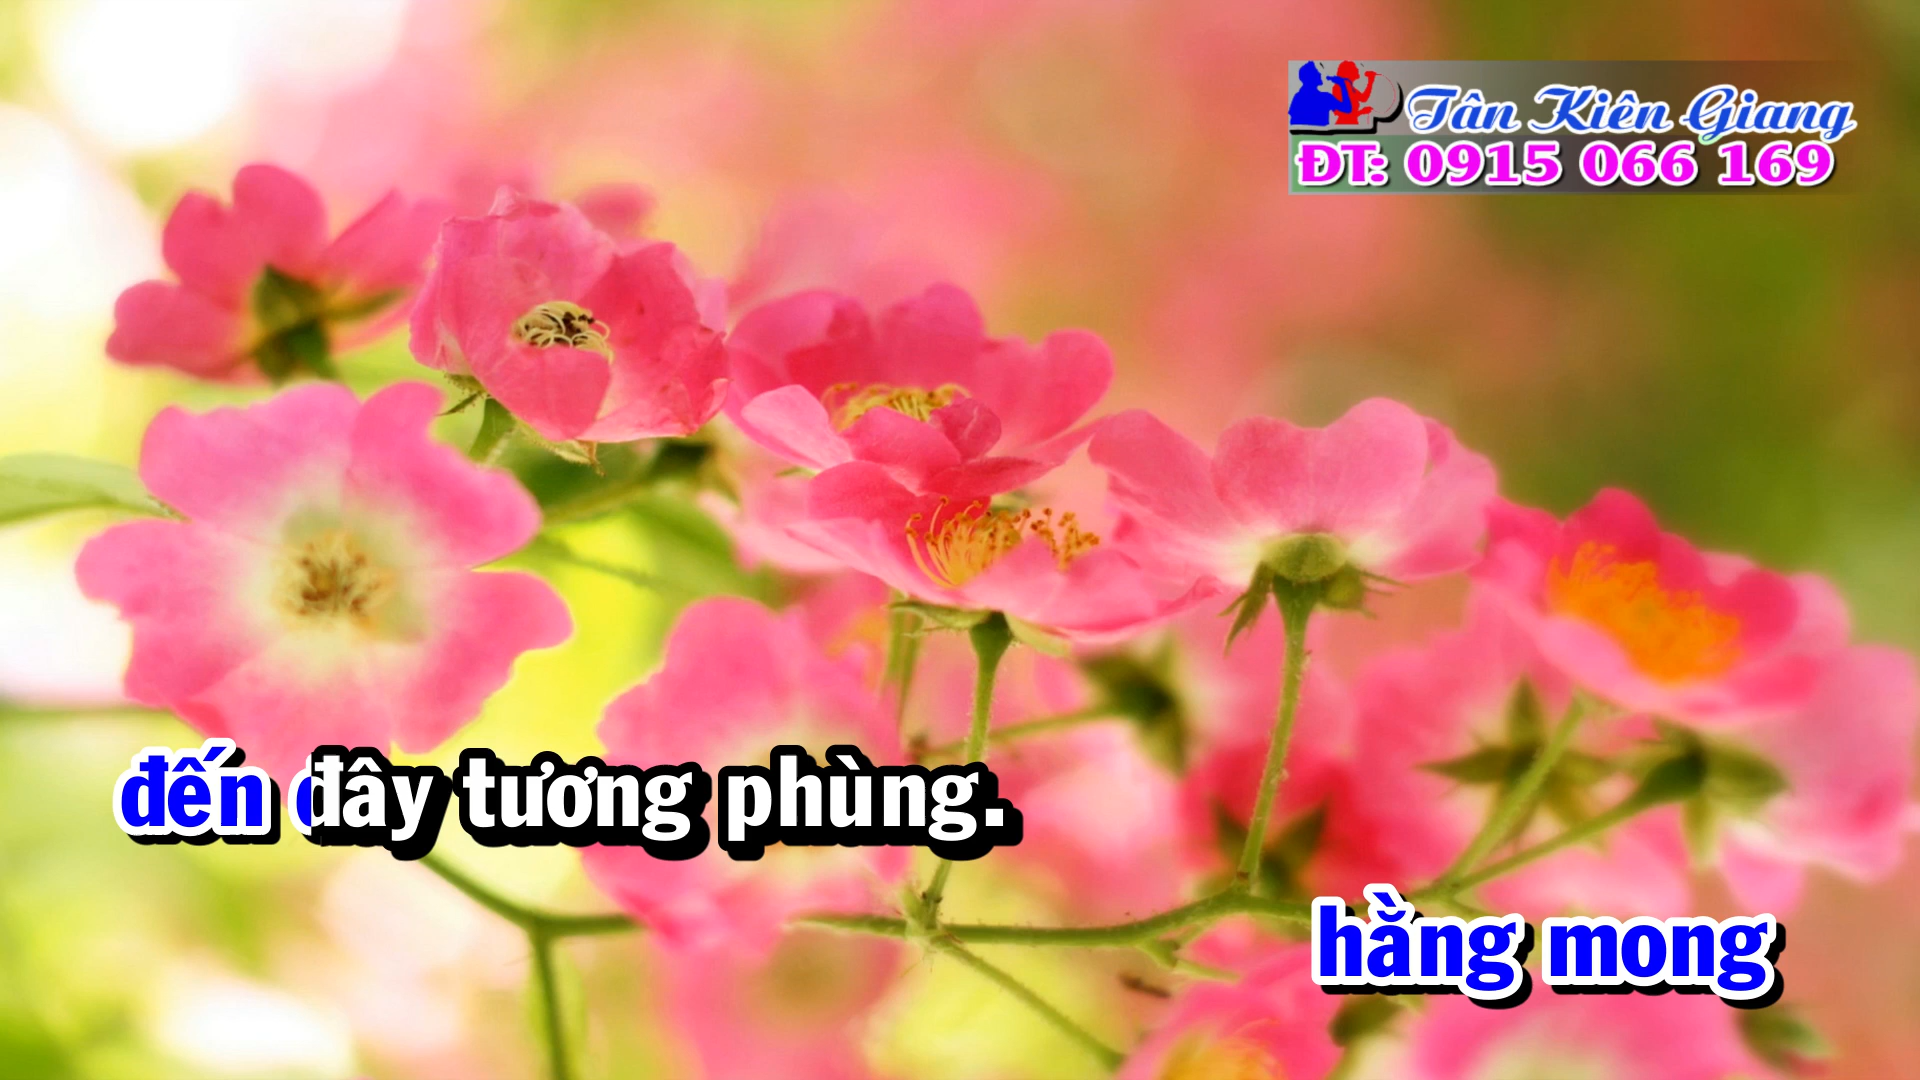 Tân Kiên Giang
ĐT: 0915 066 169
đến đây tương phùng.
hằng mong